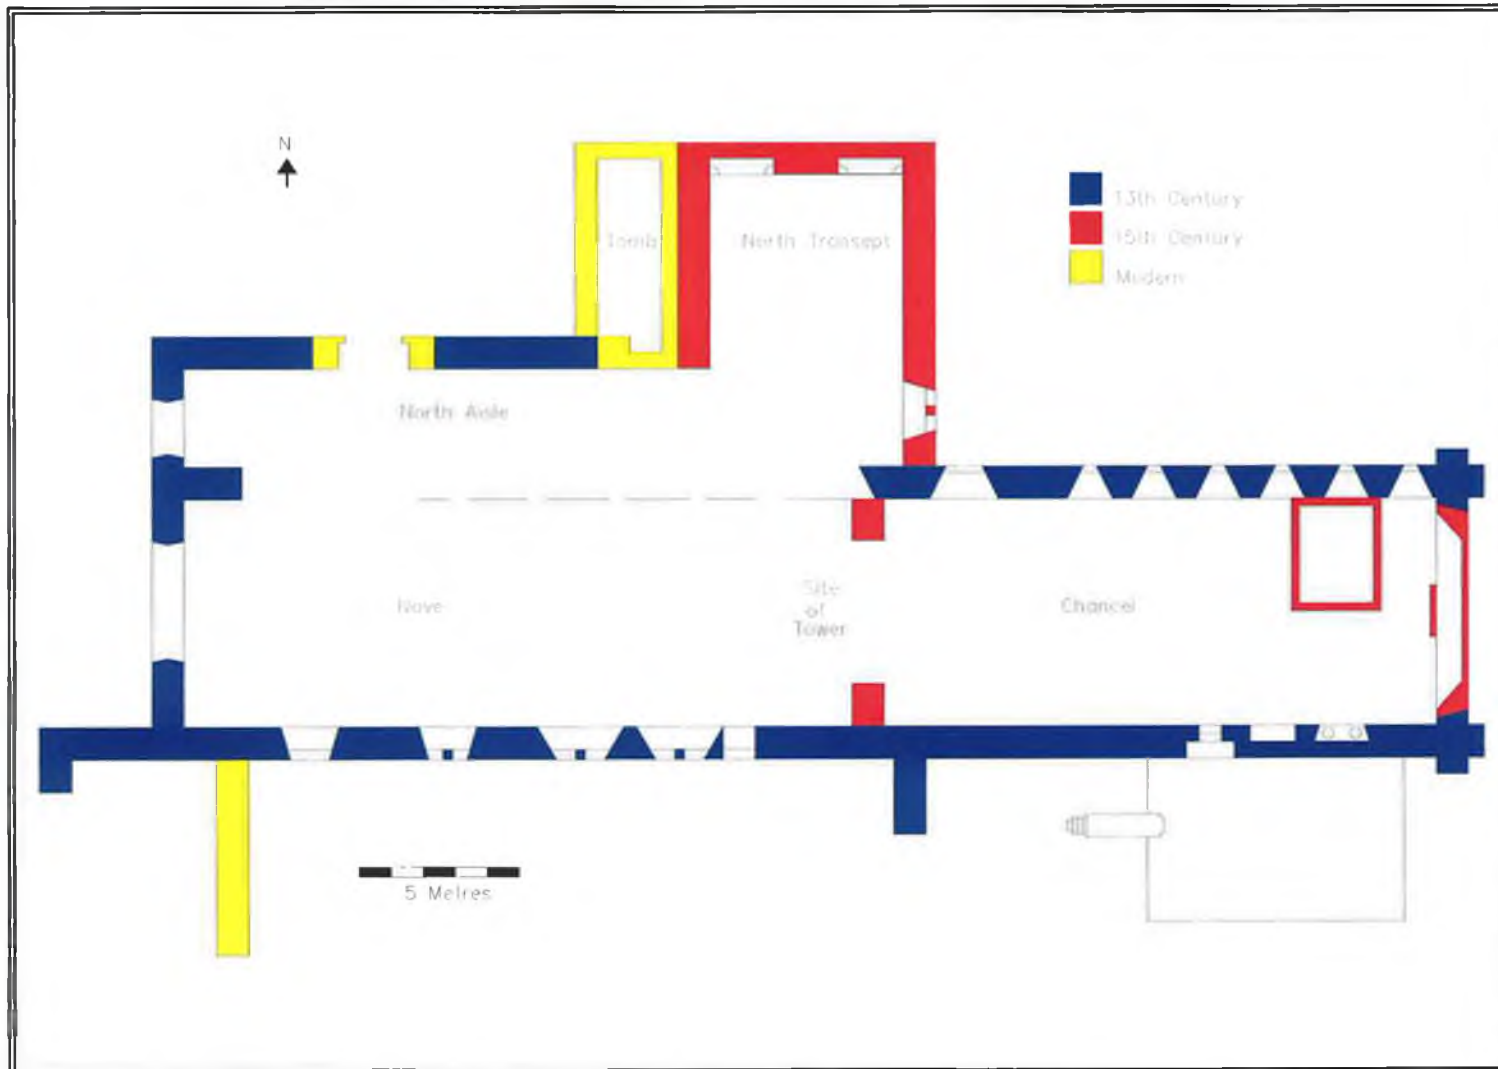 N
13th Century
15th Century
Modern
Tomb
North Transept
North Aisle
Nave
Site
of
Tower
Chancel
5 Metres